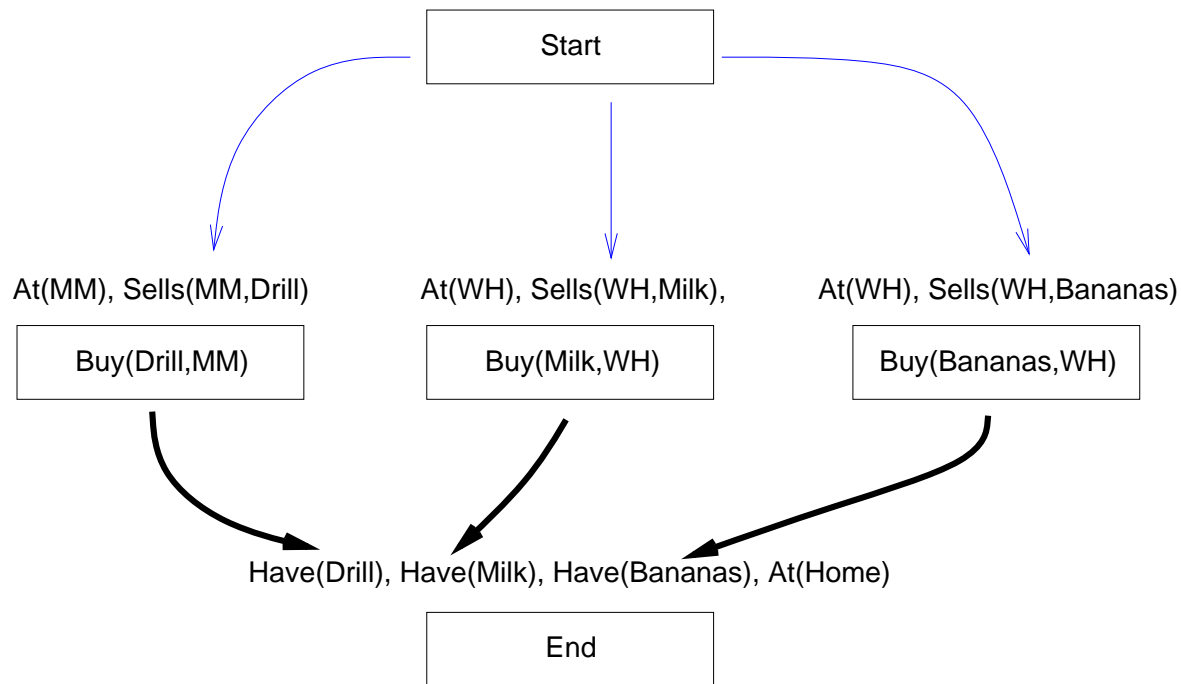 Start
At(MM), Sells(MM,Drill)
At(WH), Sells(WH,Milk),
At(WH), Sells(WH,Bananas)
Buy(Drill,MM)
Buy(Milk,WH)
Buy(Bananas,WH)
Have(Drill), Have(Milk), Have(Bananas), At(Home)
End